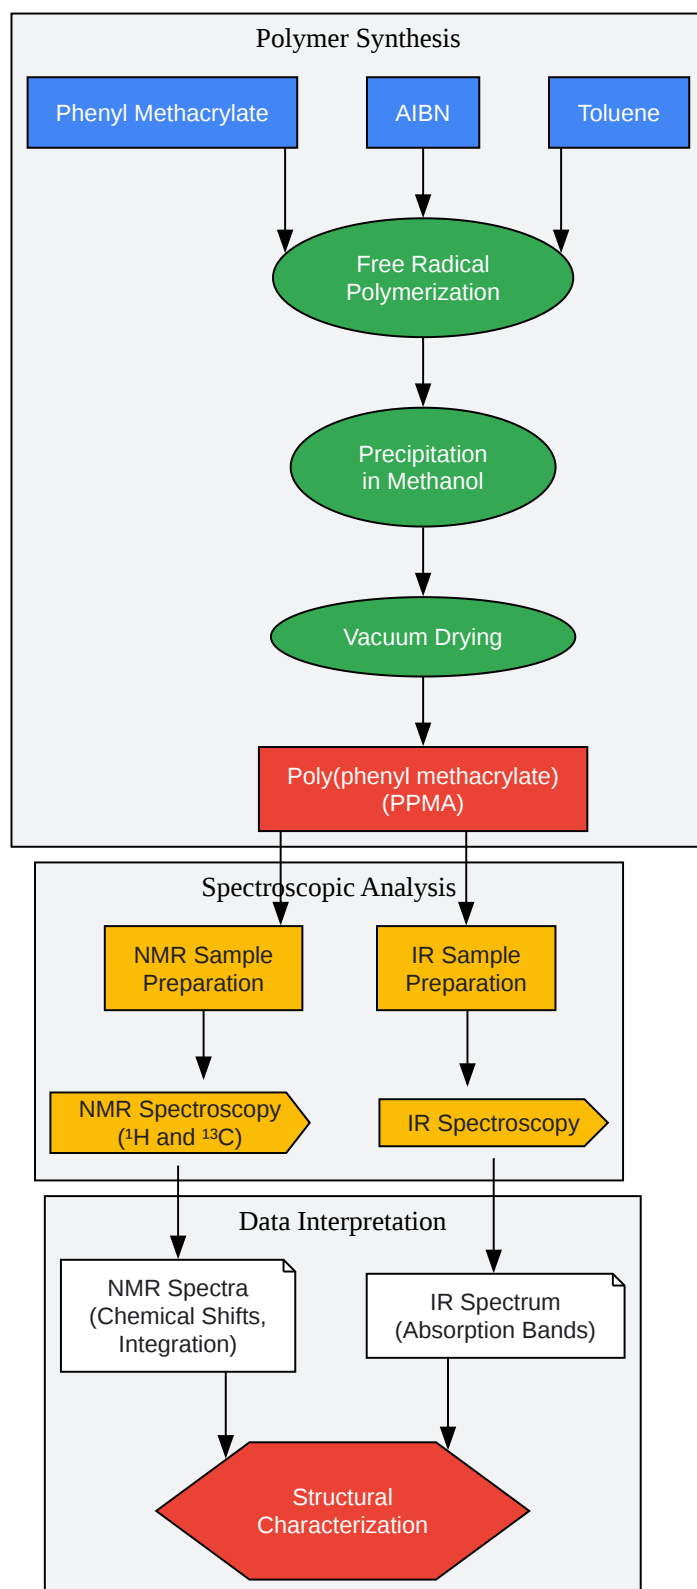 Polymer Synthesis
Phenyl Methacrylate
AIBN
Toluene
Free Radical
Polymerization
Precipitation
in Methanol
Vacuum Drying
Poly(phenyl methacrylate)
(PPMA)
Spectroscopic Analysis
NMR Sample
Preparation
IR Sample
Preparation
NMR Spectroscopy
(¹H and ¹³C)
IR Spectroscopy
Data Interpretation
NMR Spectra
(Chemical Shifts,
Integration)
IR Spectrum
(Absorption Bands)
Structural
Characterization